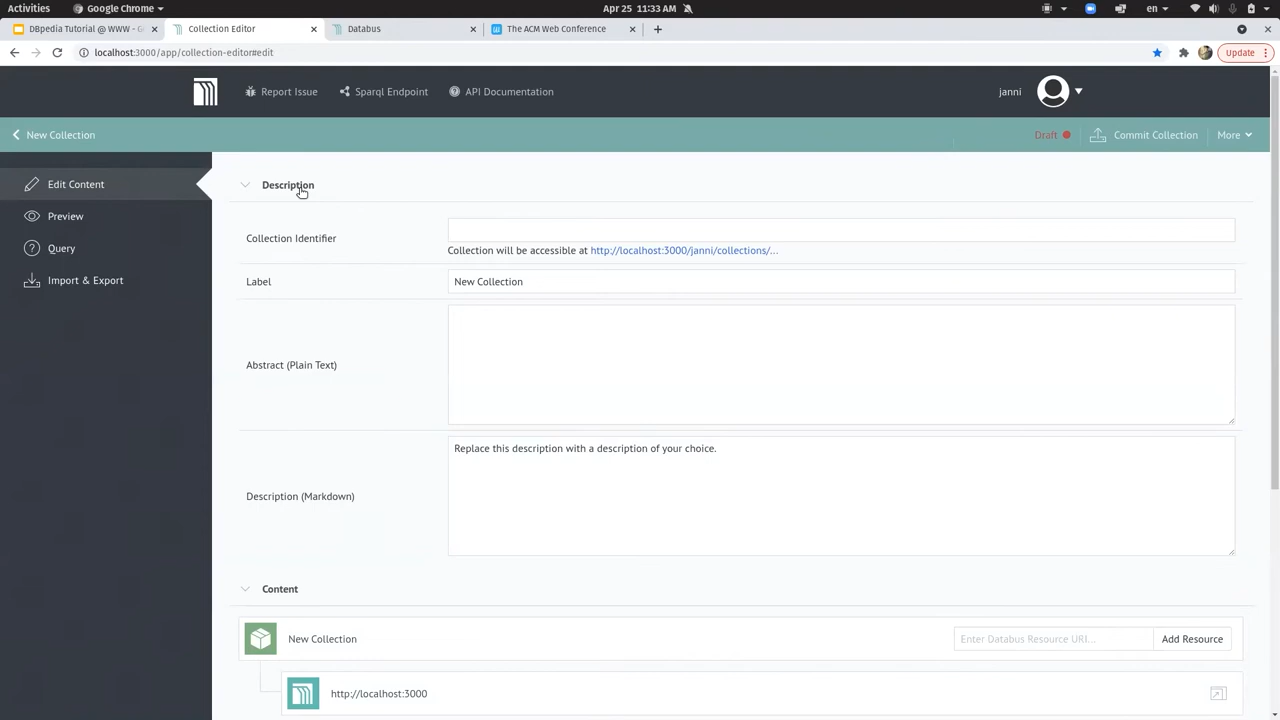 Activities
Google Chrome
Apr 25 11:33 AM
en
DBpedia Tutorial @ WWW - G
Collection Editor
Databus
The ACM Web Conference
localhost:3000/app/collection-editor#edit
Update
Report Issue
Sparql Endpoint
API Documentation
janni
New Collection
Draft
Commit Collection
More
Edit Content
Preview
Query
Import & Export
Description
Collection Identifier
Collection will be accessible at http://localhost:3000/janni/collections/...
Label
New Collection
Abstract (Plain Text)
Description (Markdown)
Replace this description with a description of your choice.
Content
New Collection
Enter Databus Resource URI...
Add Resource
http://localhost:3000